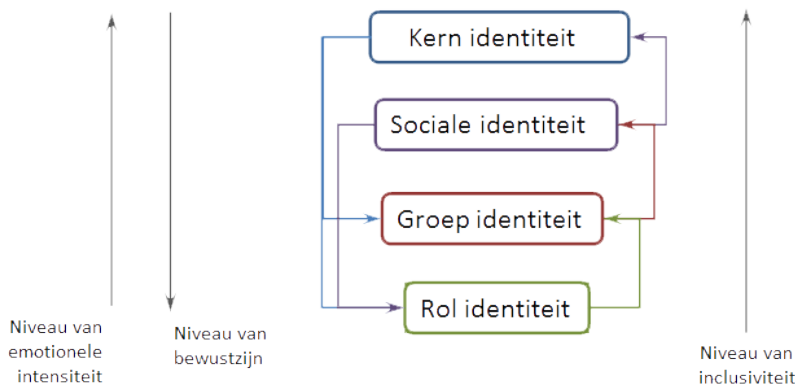 Kern identiteit
Sociale identiteit
Groep identiteit
Rol identiteit
Niveau van
emotionele
intensiteit
Niveau van
bewustzijn
Niveau van
inclusiviteit